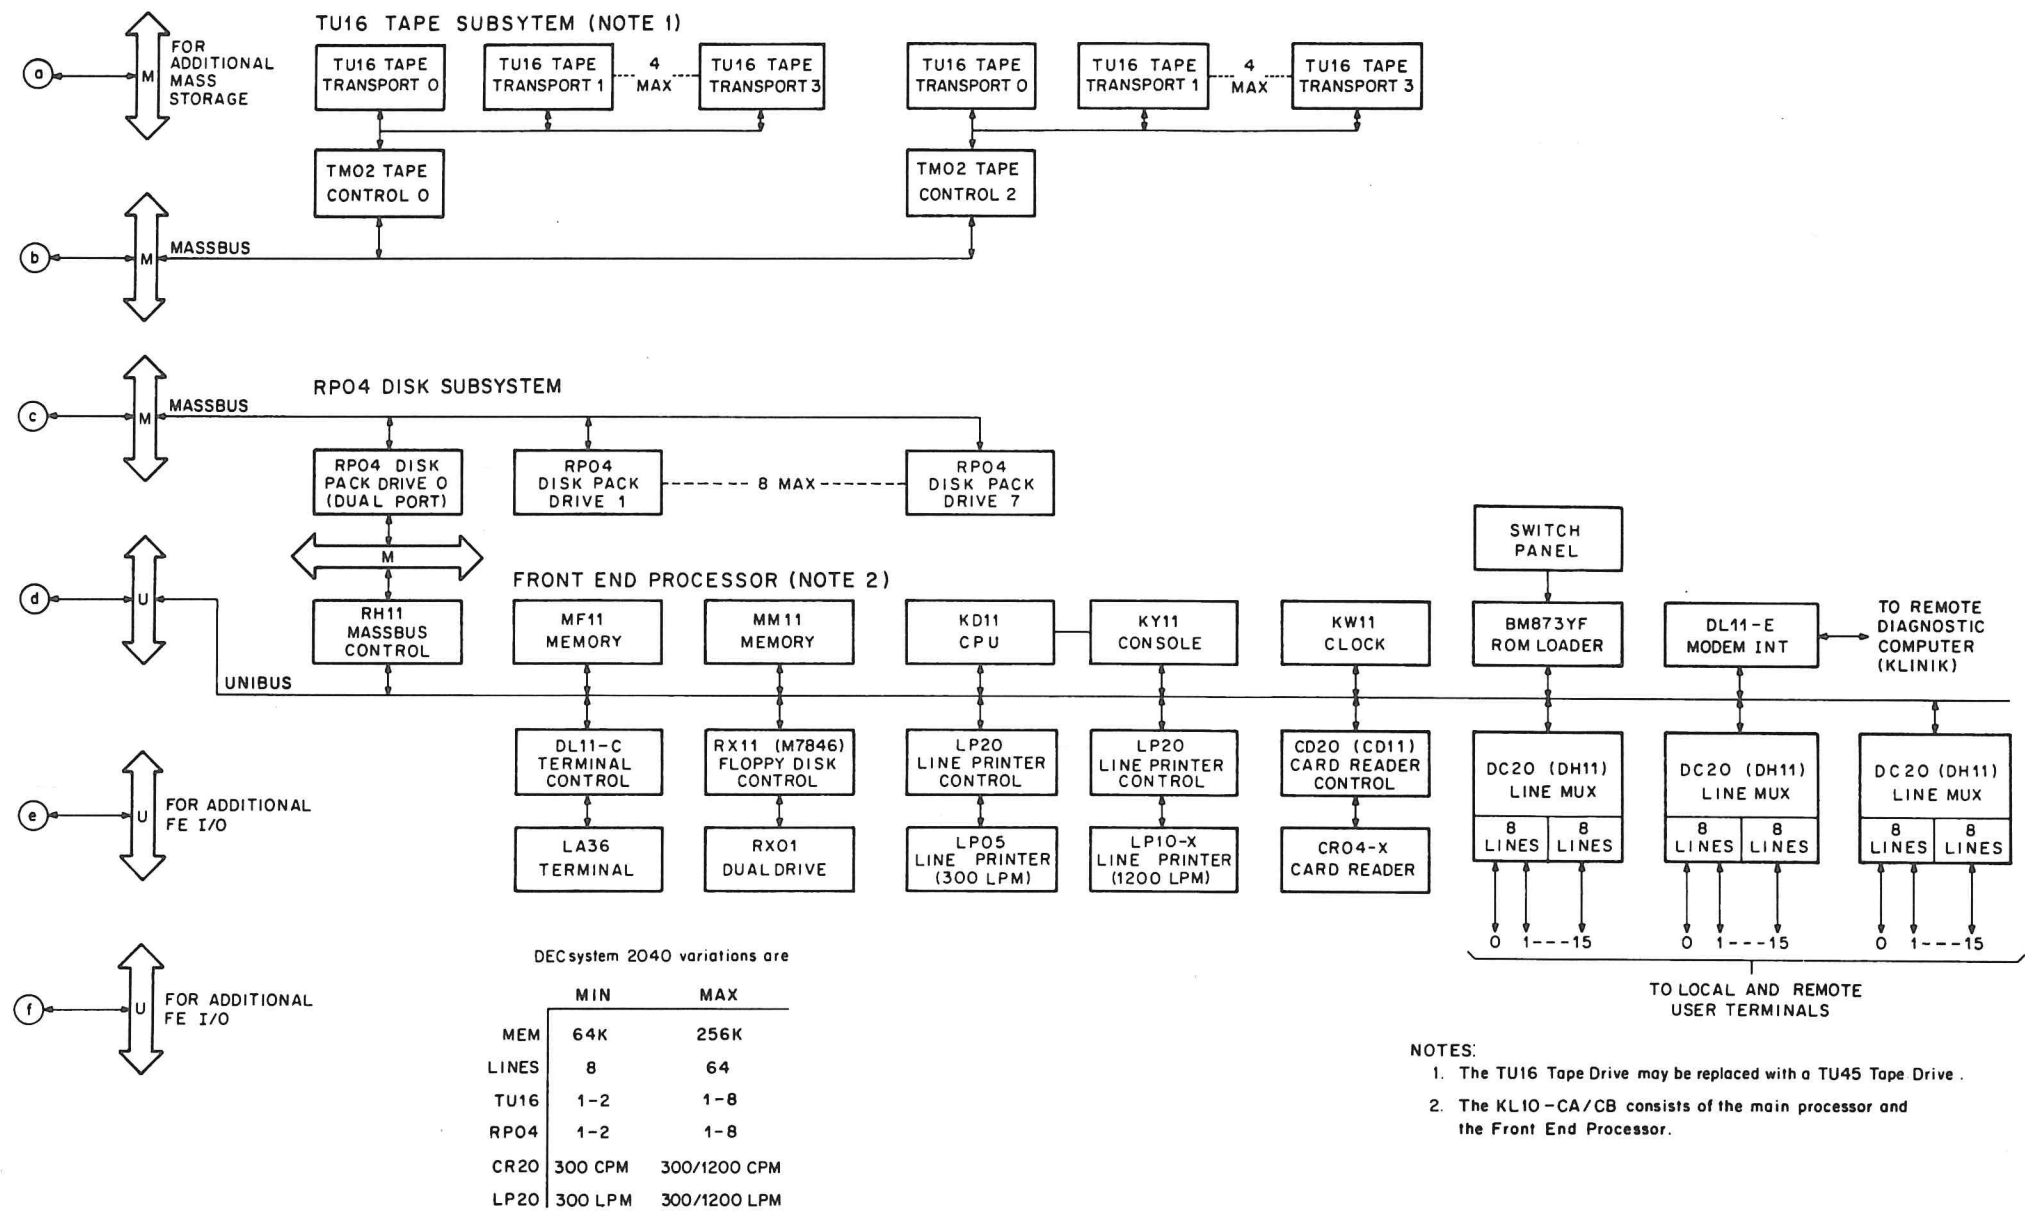 TU16 TAPE SUBSYTEM (NOTE 1)
a
M
FOR
ADDITIONAL
MASS
STORAGE
TU16 TAPE
TRANSPORT 0
TU16 TAPE
TRANSPORT 1
4
MAX
TU16 TAPE
TRANSPORT 3
TU16 TAPE
TRANSPORT 0
TU16 TAPE
TRANSPORT 1
4
MAX
TU16 TAPE
TRANSPORT 3
TM02 TAPE
CONTROL 0
TM02 TAPE
CONTROL 2
b
M
MASSBUS
RP04 DISK SUBSYSTEM
c
M
MASSBUS
RP04 DISK
PACK DRIVE 0
(DUAL PORT)
RP04
DISK PACK
DRIVE 1
8 MAX
RP04
DISK PACK
DRIVE 7
M
SWITCH
PANEL
FRONT END PROCESSOR (NOTE 2)
d
U
RH11
MASSBUS
CONTROL
MF11
MEMORY
MM11
MEMORY
KD11
CPU
KY11
CONSOLE
KW11
CLOCK
BM873YF
ROM LOADER
DL11-E
MODEM INT
TO REMOTE
DIAGNOSTIC
COMPUTER
(KLINIK)
UNIBUS
DL11-C
TERMINAL
CONTROL
RX11 (M7846)
FLOPPY DISK
CONTROL
LP20
LINE PRINTER
CONTROL
LP20
LINE PRINTER
CONTROL
CD20 (CD11)
CARD READER
CONTROL
DC20 (DH11)
LINE MUX
DC20 (DH11)
LINE MUX
DC20 (DH11)
LINE MUX
e
U
FOR ADDITIONAL
FE I/O
LA36
TERMINAL
RX01
DUAL DRIVE
LP05
LINE PRINTER
(300 LPM)
LP10-X
LINE PRINTER
(1200 LPM)
CR04-X
CARD READER
8
LINES
8
LINES
8
LINES
8
LINES
8
LINES
8
LINES
0 1---15
0 1---15
0 1---15
TO LOCAL AND REMOTE
USER TERMINALS
f
U
FOR ADDITIONAL
FE I/O
DECsystem 2040 variations are
MIN MAX
MEM 64K 256K
LINES 8 64
TU16 1-2 1-8
RP04 1-2 1-8
CR20 300 CPM 300/1200 CPM
LP20 300 LPM 300/1200 LPM
NOTES:
1. The TU16 Tape Drive may be replaced with a TU45 Tape Drive.
2. The KL10-CA/CB consists of the main processor and
the Front End Processor.